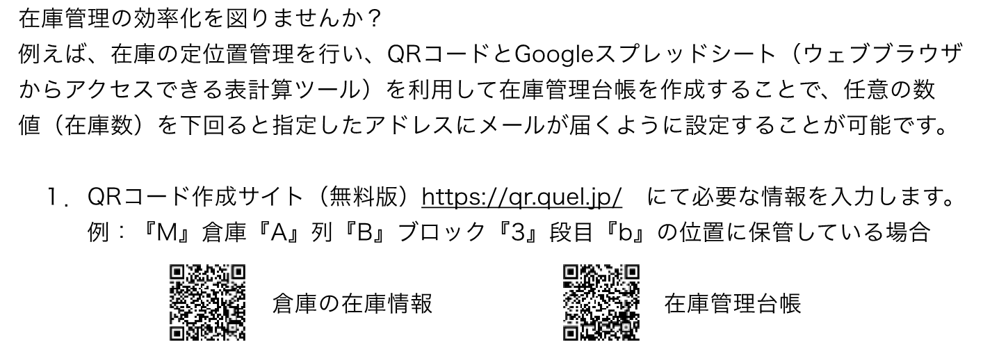 在庫管理の効率化を図りませんか？
例えば、在庫の定位置管理を行い、QRコードとGoogleスプレッドシート（ウェブブラウザ
からアクセスできる表計算ツール）を利用して在庫管理台帳を作成することで、任意の数
値（在庫数）を下回ると指定したアドレスにメールが届くように設定することが可能です。
１．QRコード作成サイト（無料版）https://qr.quel.jp/　にて必要な情報を入力します。
例：『M』倉庫『A』列『B』ブロック『3』段目『b』の位置に保管している場合
倉庫の在庫情報　在庫管理台帳